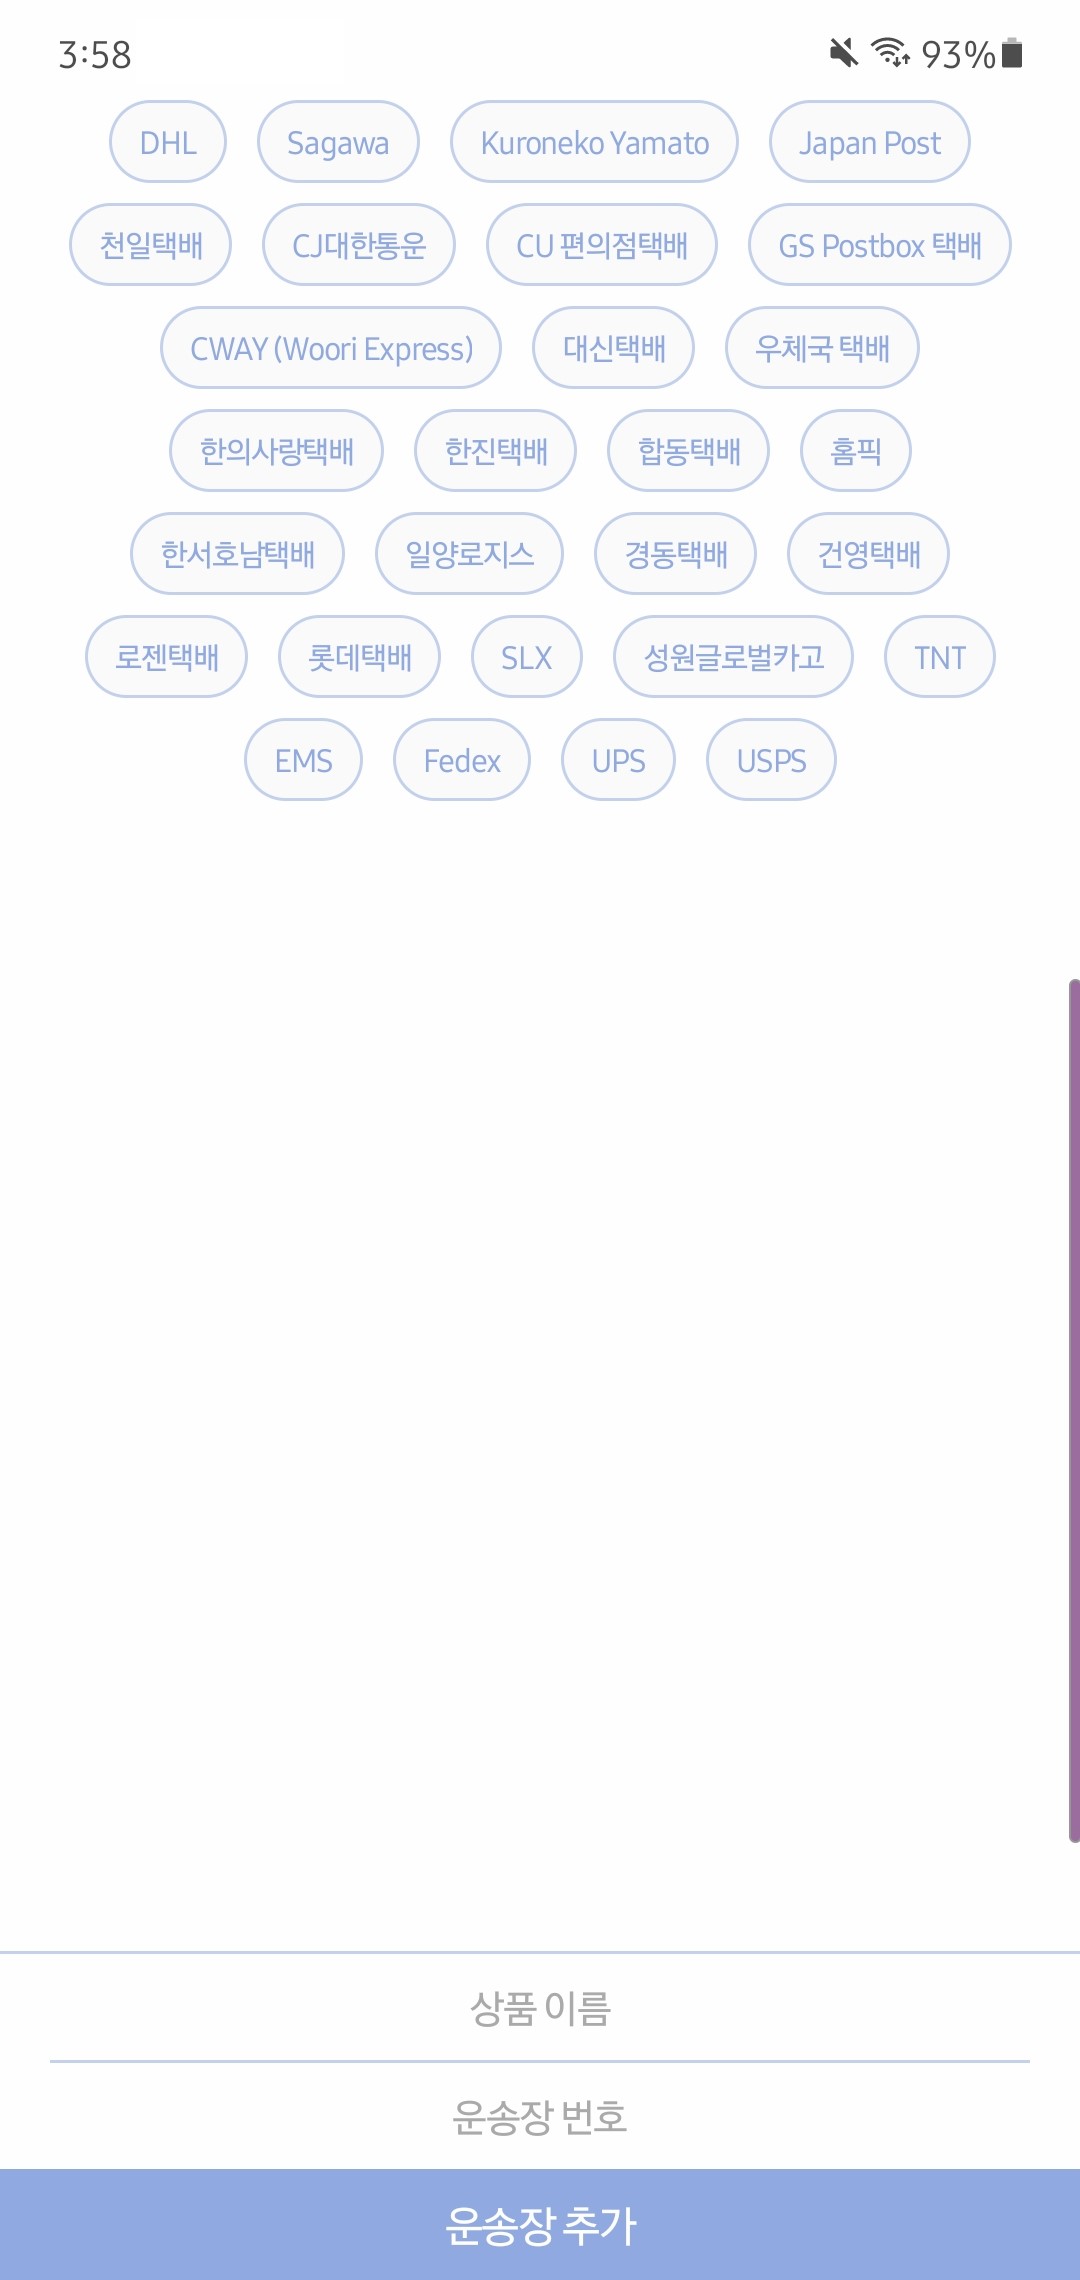 3:58 93%
DHL Sagawa Kuroneko Yamato Japan Post
천일택배 CJ대한통운 CU 편의점택배 GS Postbox 택배
CWAY (Woori Express) 대신택배 우체국 택배
한의사랑택배 한진택배 합동택배 홈픽
한서호남택배 일양로지스 경동택배 건영택배
로젠택배 롯데택배 SLX 성원글로벌카고 TNT
EMS Fedex UPS USPS
상품 이름
운송장 번호
운송장 추가